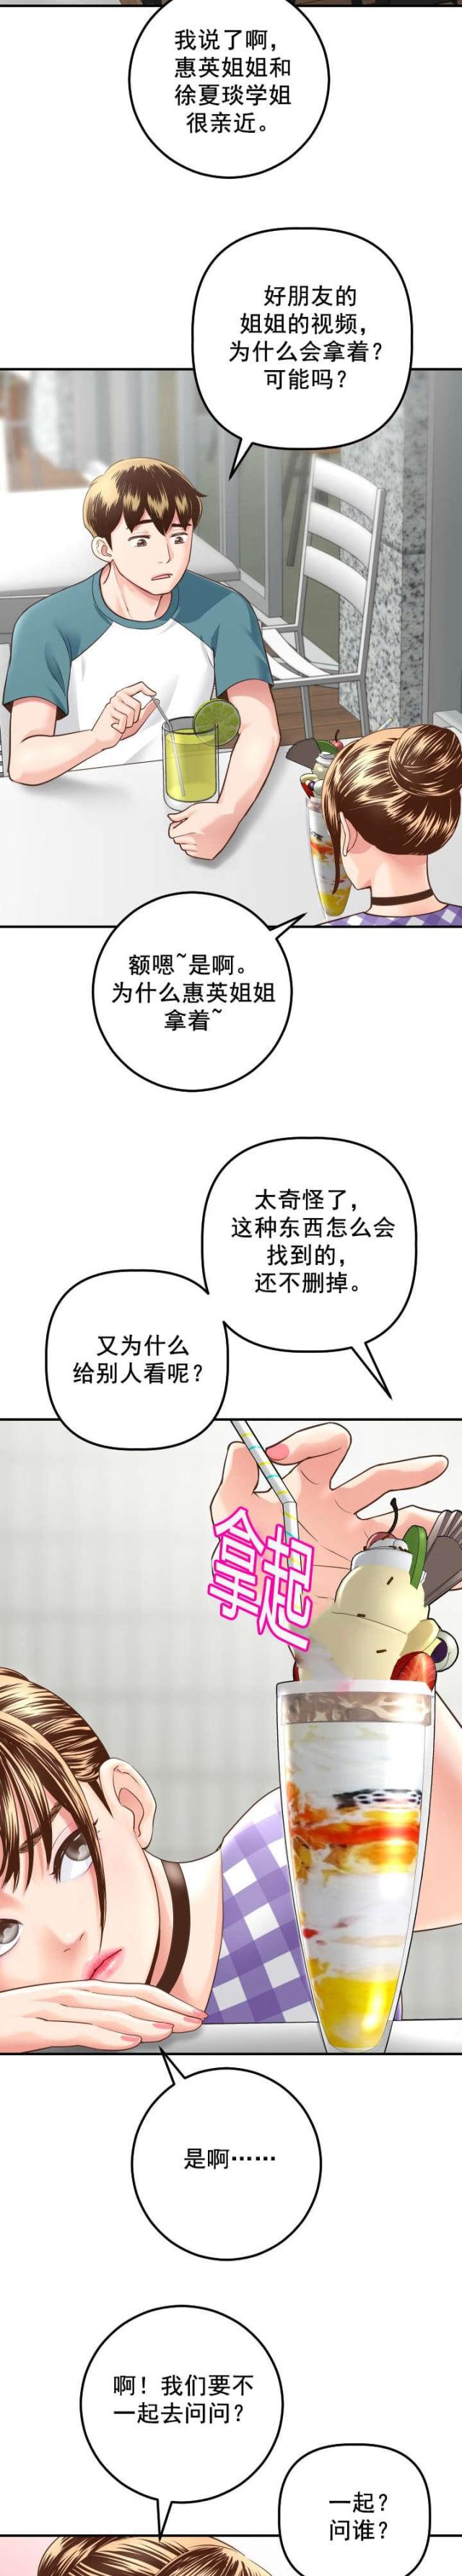 我说了啊，
惠英姐姐和
徐夏琰学姐
很亲近。
好朋友的
姐姐的视频，
为什么会拿着？
可能吗？
额嗯~是啊。
为什么惠英姐姐
拿着~
太奇怪了，
这种东西怎么会
找到的，
还不删掉。
又为什么
给别人看呢？
拿起
是啊……
啊！我们要不
一起去问问？
一起？
问谁？